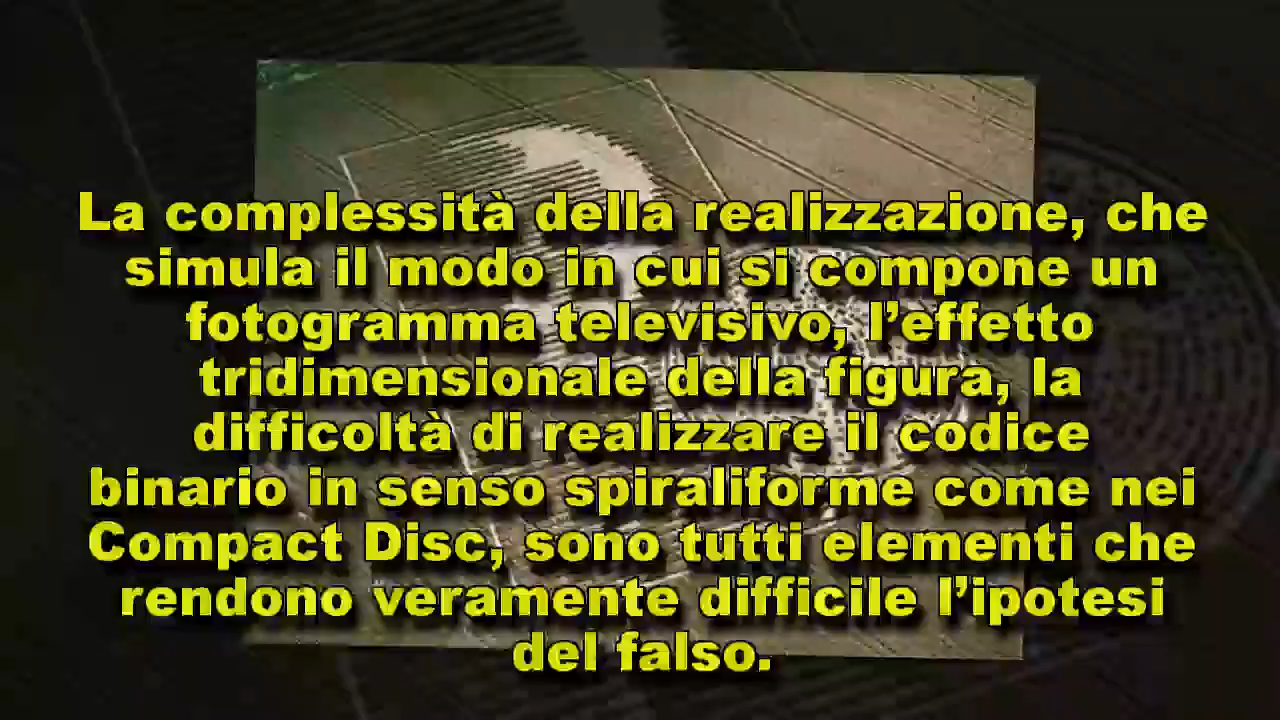 La complessità della realizzazione, che
simula il modo in cui si compone un
fotogramma televisivo, l’effetto
tridimensionale della figura, la
difficoltà di realizzare il codice
binario in senso spiraliforme come nei
Compact Disc, sono tutti elementi che
rendono veramente difficile l’ipotesi
del falso.